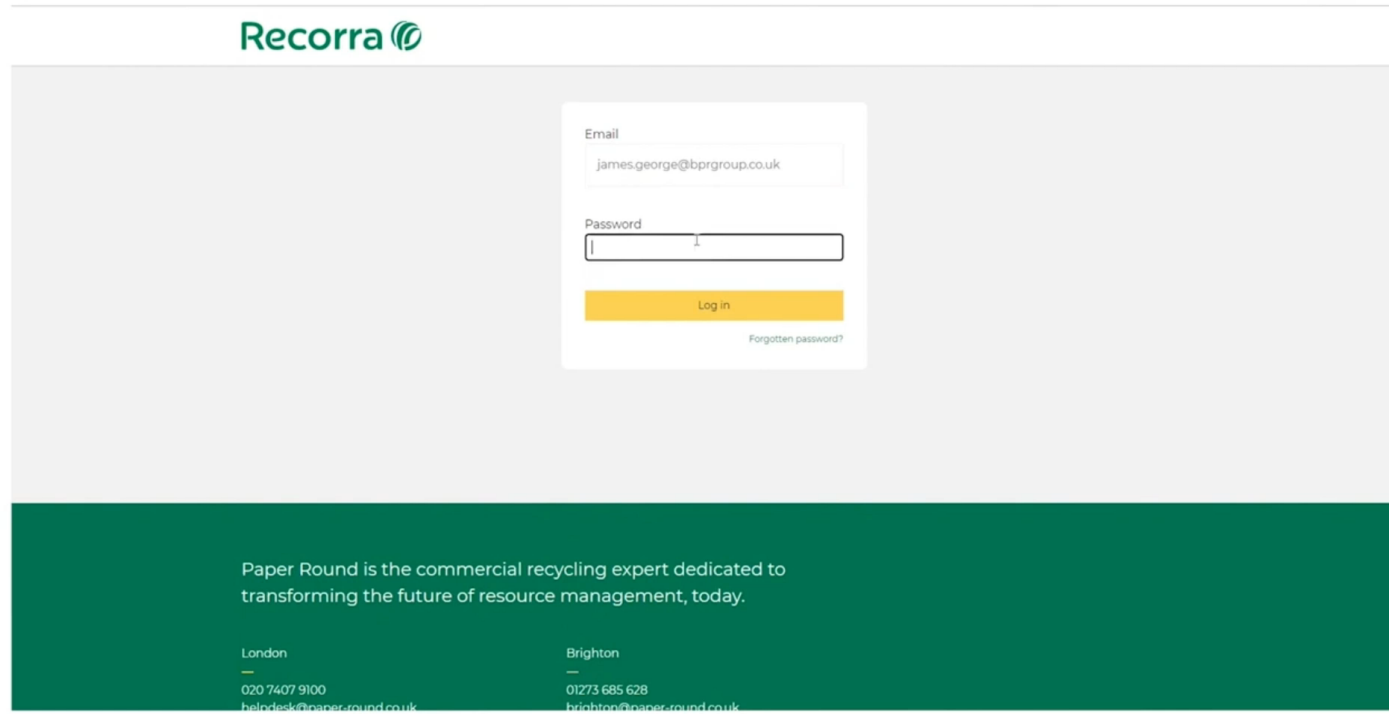 Recorra
Email
james.george@bprgroup.co.uk
Password
Log in
Forgotten password?
Paper Round is the commercial recycling expert dedicated to
transforming the future of resource management, today.
London
Brighton
020 7407 9100
01273 685 628
helpdesk@paper-round.co.uk
brighton@paper-round.co.uk